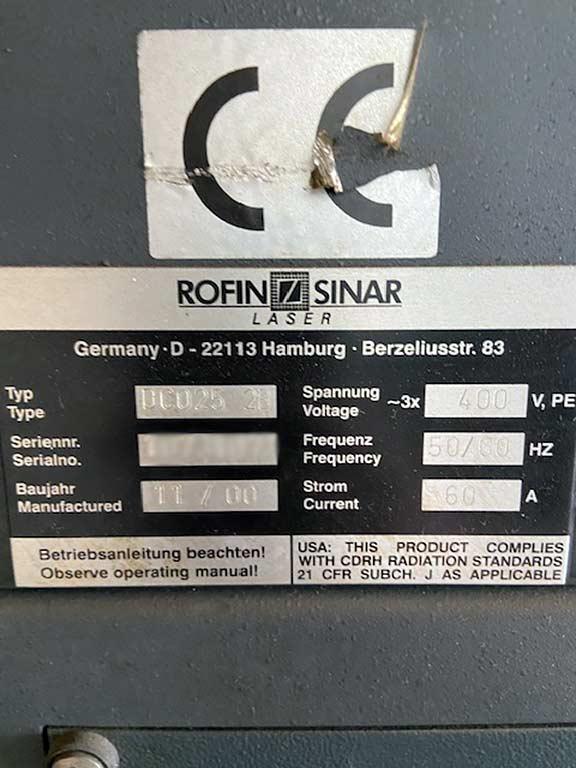 CE
ROFIN SINAR
LASER
Germany · D - 22113 Hamburg · Berzeliusstr. 83
Typ
Type
DC025
Spannung
Voltage
~3x 400 V, PE
Seriennr.
Serialno.
Frequenz
Frequency
50/60 HZ
Baujahr
Manufactured
11 / 00
Strom
Current
60 A
Betriebsanleitung beachten!
Observe operating manual!
USA: THIS PRODUCT COMPLIES
WITH CDRH RADIATION STANDARDS
21 CFR SUBCH. J AS APPLICABLE